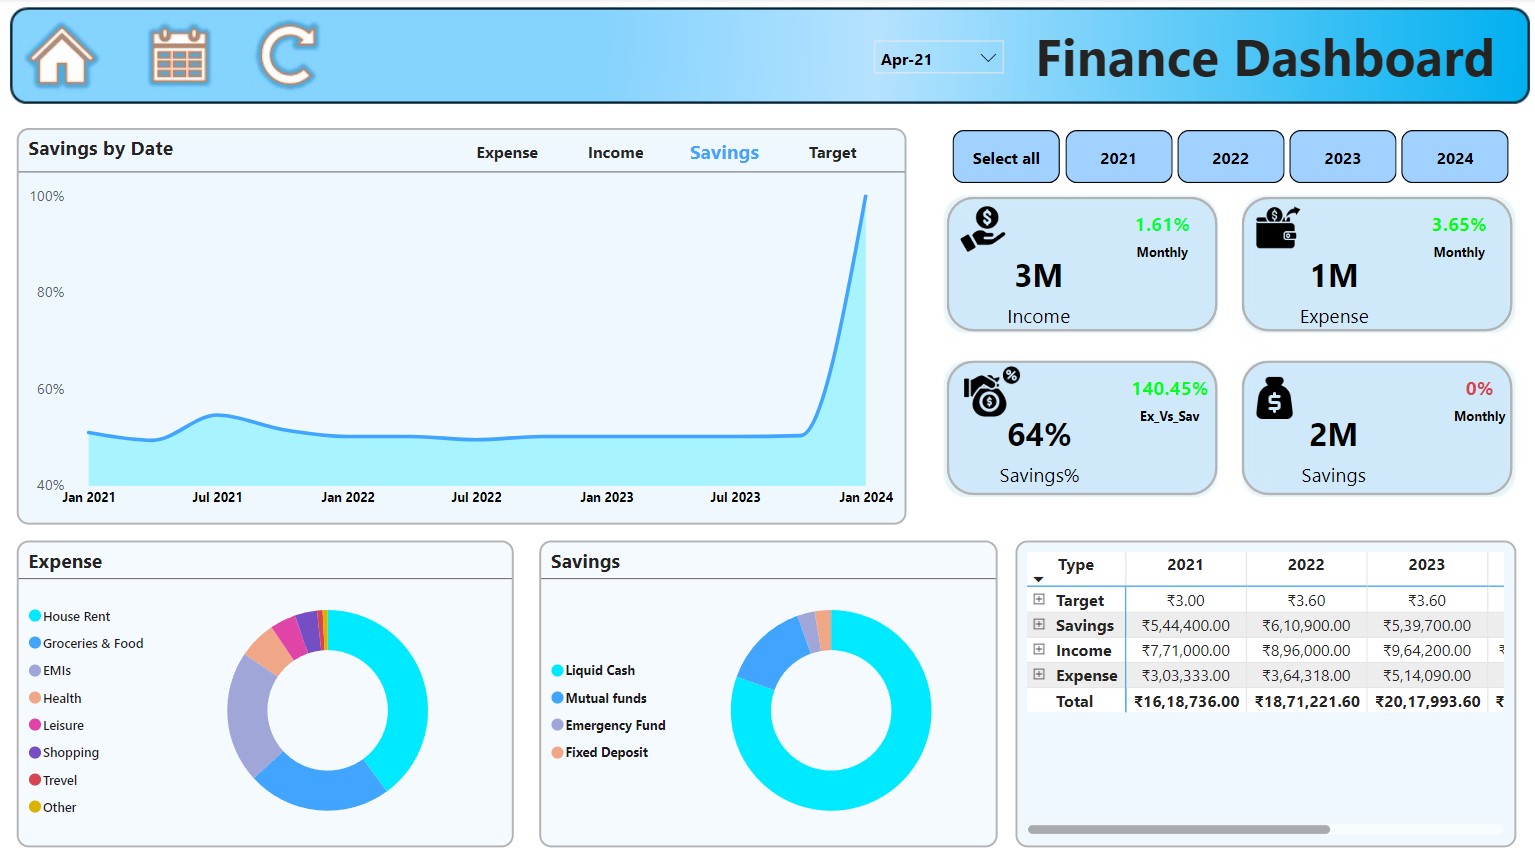 Apr-21
Finance Dashboard
Savings by Date
Expense Income Savings Target
100%
80%
60%
40%
Jan 2021 Jul 2021 Jan 2022 Jul 2022 Jan 2023 Jul 2023 Jan 2024
Select all 2021 2022 2023 2024
$
1.61%
Monthly
3M
Income
$
3.65%
Monthly
1M
Expense
%
$
140.45%
Ex_Vs_Sav
64%
Savings%
$
0%
Monthly
2M
Savings
Expense
House Rent
Groceries & Food
EMIs
Health
Leisure
Shopping
Trevel
Other
Savings
Liquid Cash
Mutual funds
Emergency Fund
Fixed Deposit
Type 2021 2022 2023
Target ₹3.00 ₹3.60 ₹3.60
Savings ₹5,44,400.00 ₹6,10,900.00 ₹5,39,700.00
Income ₹7,71,000.00 ₹8,96,000.00 ₹9,64,200.00 ₹
Expense ₹3,03,333.00 ₹3,64,318.00 ₹5,14,090.00
Total ₹16,18,736.00 ₹18,71,221.60 ₹20,17,993.60 ₹